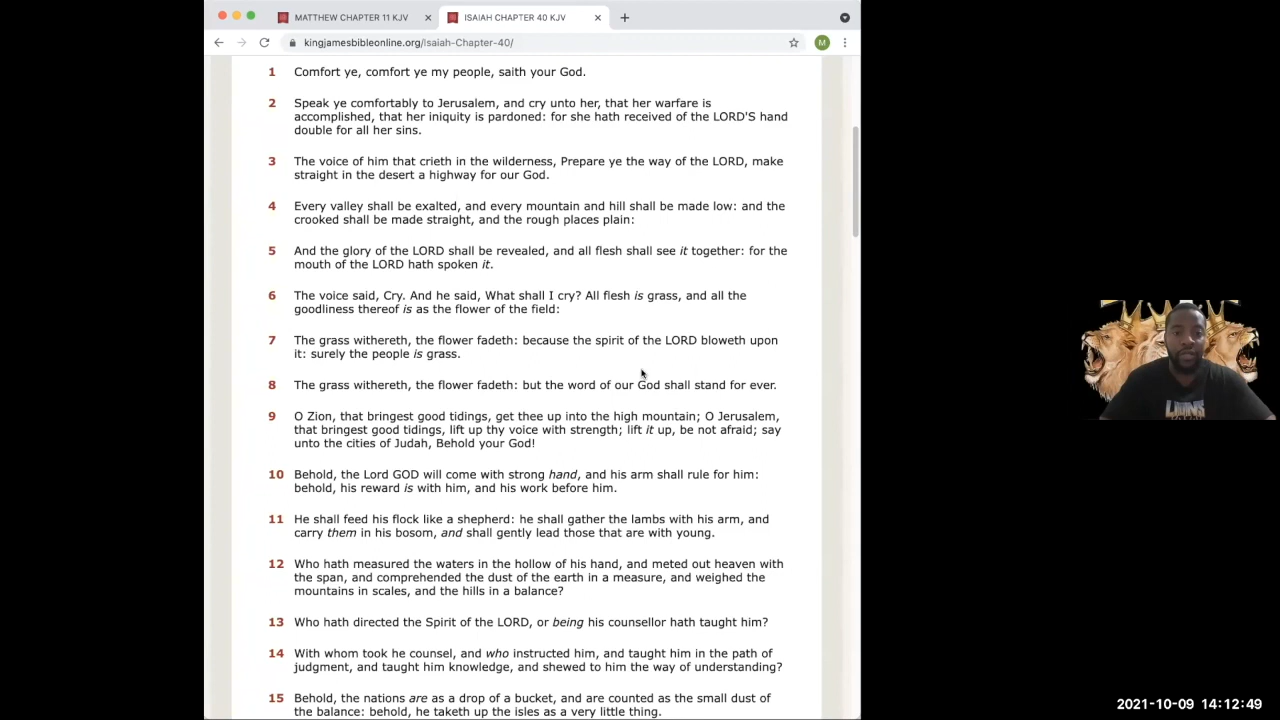 MATTHEW CHAPTER 11 KJV
ISAIAH CHAPTER 40 KJV
kingjamesbibleonline.org/Isaiah-Chapter-40/
M
1 Comfort ye, comfort ye my people, saith your God.
2 Speak ye comfortably to Jerusalem, and cry unto her, that her warfare is
accomplished, that her iniquity is pardoned: for she hath received of the LORD'S hand
double for all her sins.
3 The voice of him that crieth in the wilderness, Prepare ye the way of the LORD, make
straight in the desert a highway for our God.
4 Every valley shall be exalted, and every mountain and hill shall be made low: and the
crooked shall be made straight, and the rough places plain:
5 And the glory of the LORD shall be revealed, and all flesh shall see it together: for the
mouth of the LORD hath spoken it.
6 The voice said, Cry. And he said, What shall I cry? All flesh is grass, and all the
goodliness thereof is as the flower of the field:
7 The grass withereth, the flower fadeth: because the spirit of the LORD bloweth upon
it: surely the people is grass.
8 The grass withereth, the flower fadeth: but the word of our God shall stand for ever.
9 O Zion, that bringest good tidings, get thee up into the high mountain; O Jerusalem,
that bringest good tidings, lift up thy voice with strength; lift it up, be not afraid; say
unto the cities of Judah, Behold your God!
10 Behold, the Lord GOD will come with strong hand, and his arm shall rule for him:
behold, his reward is with him, and his work before him.
11 He shall feed his flock like a shepherd: he shall gather the lambs with his arm, and
carry them in his bosom, and shall gently lead those that are with young.
12 Who hath measured the waters in the hollow of his hand, and meted out heaven with
the span, and comprehended the dust of the earth in a measure, and weighed the
mountains in scales, and the hills in a balance?
13 Who hath directed the Spirit of the LORD, or being his counsellor hath taught him?
14 With whom took he counsel, and who instructed him, and taught him in the path of
judgment, and taught him knowledge, and shewed to him the way of understanding?
15 Behold, the nations are as a drop of a bucket, and are counted as the small dust of
the balance: behold, he taketh up the isles as a very little thing.
LIONS
2021-10-09 14:12:49